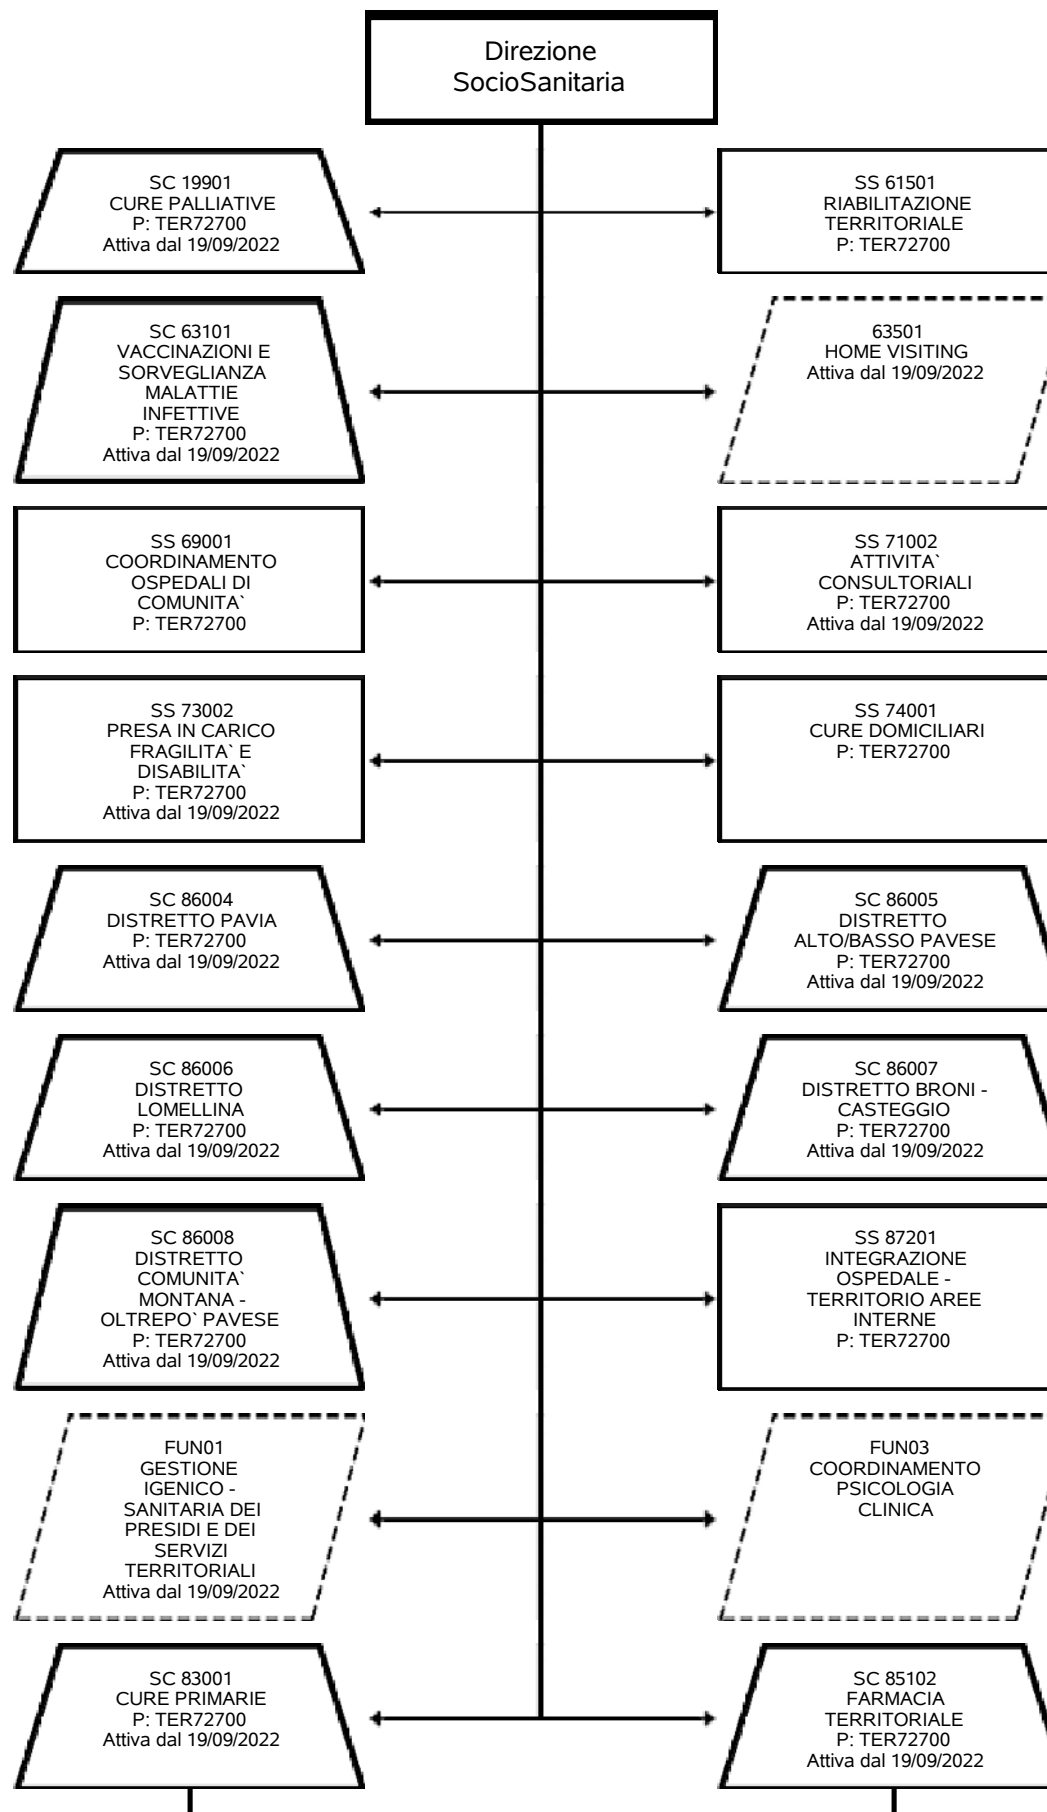 Direzione
SocioSanitaria
SC 19901
CURE PALLIATIVE
P: TER72700
Attiva dal 19/09/2022
SS 61501
RIABILITAZIONE
TERRITORIALE
P: TER72700
SC 63101
VACCINAZIONI E
SORVEGLIANZA
MALATTIE
INFETTIVE
P: TER72700
Attiva dal 19/09/2022
63501
HOME VISITING
Attiva dal 19/09/2022
SS 69001
COORDINAMENTO
OSPEDALI DI
COMUNITA`
P: TER72700
SS 71002
ATTIVITA`
CONSULTORIALI
P: TER72700
Attiva dal 19/09/2022
SS 73002
PRESA IN CARICO
FRAGILITA` E
DISABILITA`
P: TER72700
Attiva dal 19/09/2022
SS 74001
CURE DOMICILIARI
P: TER72700
SC 86004
DISTRETTO PAVIA
P: TER72700
Attiva dal 19/09/2022
SC 86005
DISTRETTO
ALTO/BASSO PAVESE
P: TER72700
Attiva dal 19/09/2022
SC 86006
DISTRETTO
LOMELLINA
P: TER72700
Attiva dal 19/09/2022
SC 86007
DISTRETTO BRONI -
CASTEGGIO
P: TER72700
Attiva dal 19/09/2022
SC 86008
DISTRETTO
COMUNITA`
MONTANA -
OLTREPO` PAVESE
P: TER72700
Attiva dal 19/09/2022
SS 87201
INTEGRAZIONE
OSPEDALE -
TERRITORIO AREE
INTERNE
P: TER72700
FUN01
GESTIONE
IGENICO -
SANITARIA DEI
PRESIDI E DEI
SERVIZI
TERRITORIALI
Attiva dal 19/09/2022
FUN03
COORDINAMENTO
PSICOLOGIA
CLINICA
SC 83001
CURE PRIMARIE
P: TER72700
Attiva dal 19/09/2022
SC 85102
FARMACIA
TERRITORIALE
P: TER72700
Attiva dal 19/09/2022